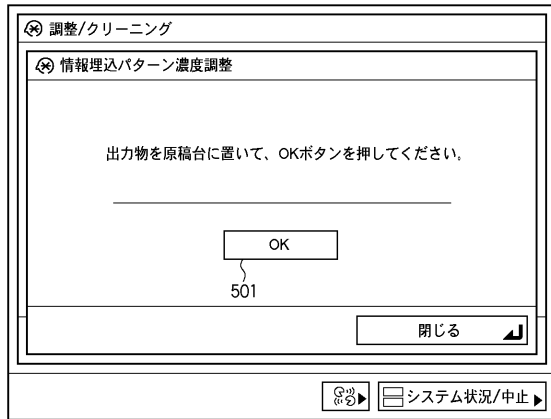 調整/クリーニング
情報埋込パターン濃度調整
出力物を原稿台に置いて、OKボタンを押してください。
OK
501
閉じる
システム状況/中止